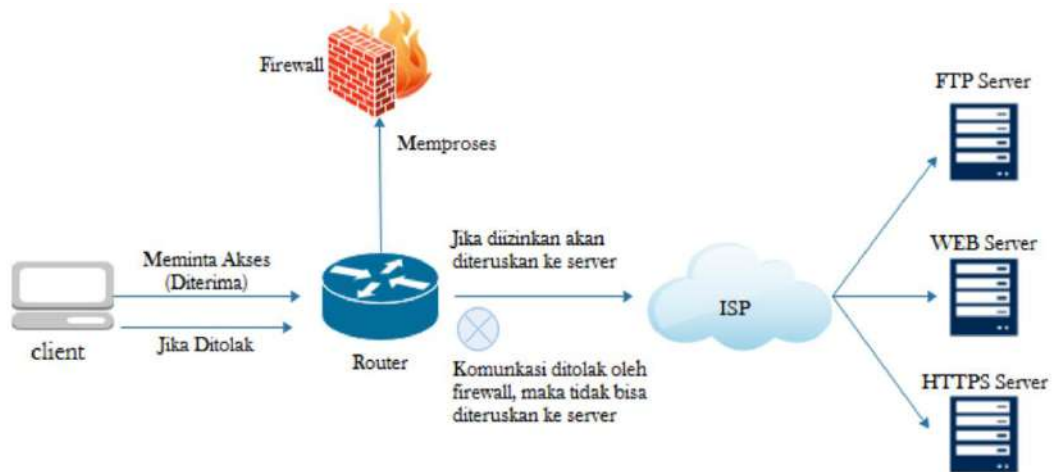 Firewall
FTP Server
Memproses
Jika diizinkan akan
diteruskan ke server
WEB Server
Meminta Akses
(Diterima)
ISP
Jika Ditolak
client
Router
Komunkasi ditolak oleh
firewall, maka tidak bisa
diteruskan ke server
HTTPS Server